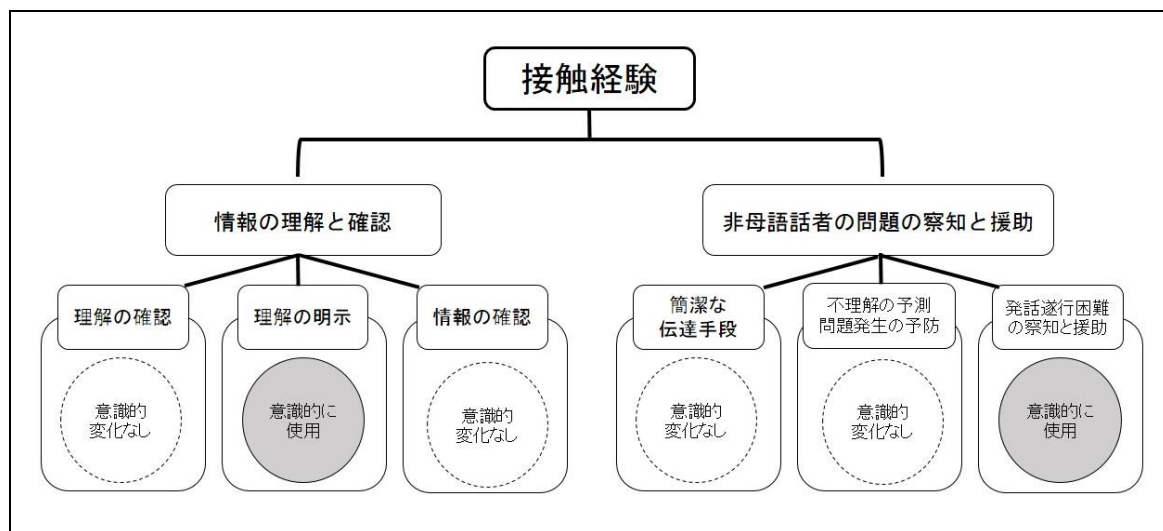 接触経験
情報の理解と確認
非母語話者の問題の察知と援助
理解の確認
理解の明示
情報の確認
簡潔な
伝達手段
不理解の予測
問題発生の予防
発話遂行困難
の察知と援助
意識的
変化なし
意識的に
使用
意識的
変化なし
意識的
変化なし
意識的
変化なし
意識的に
使用